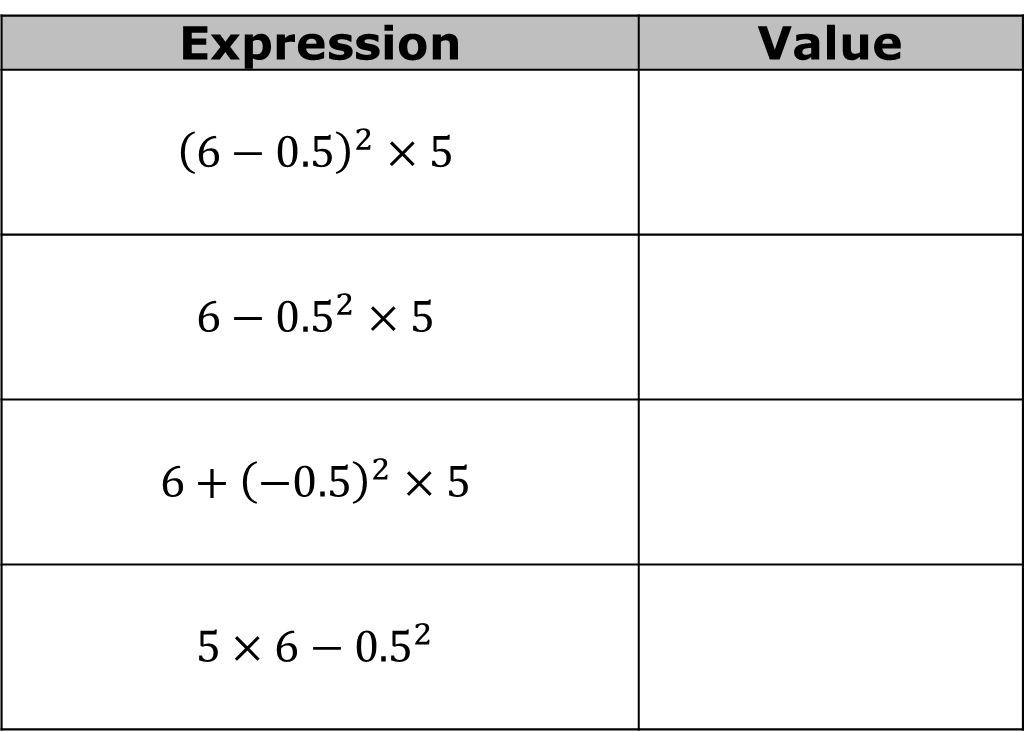 Expression Value
(6 − 0.5)² × 5
6 − 0.5² × 5
6 + (−0.5)² × 5
5 × 6 − 0.5²